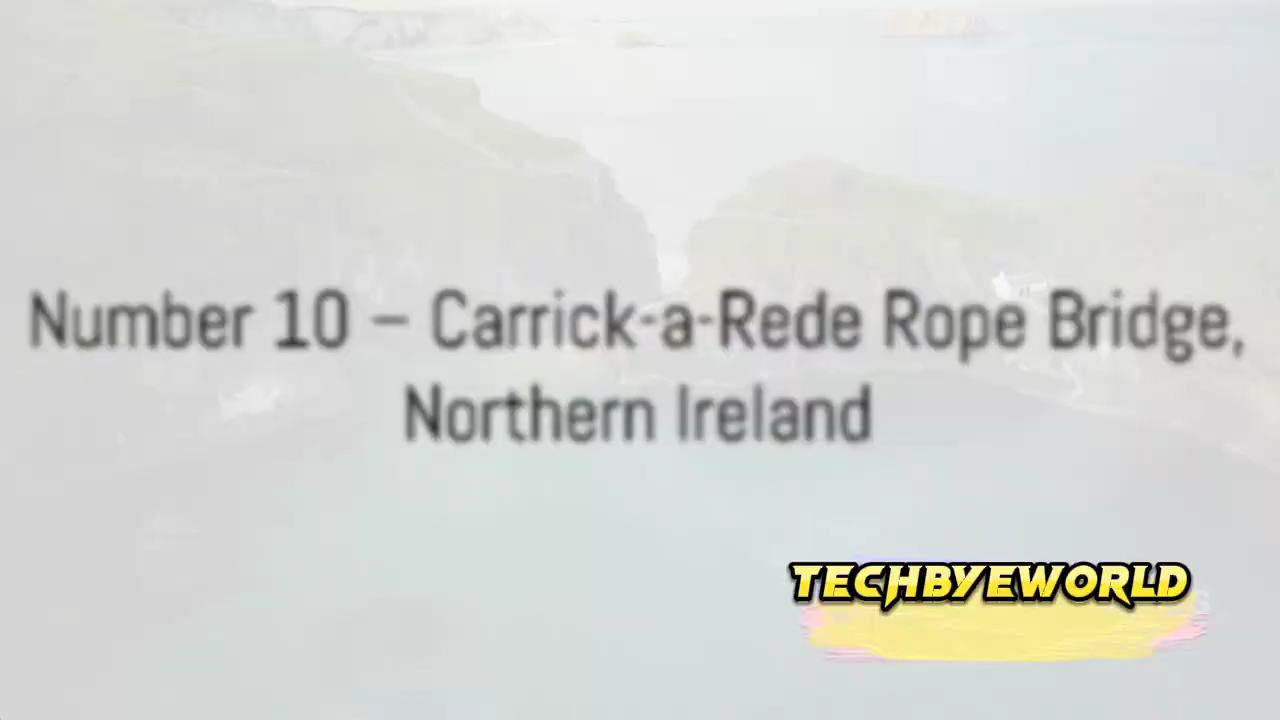 Number 10 – Carrick-a-Rede Rope Bridge,
Northern Ireland
TECHBYEWORLD